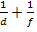 1/d + 1/f